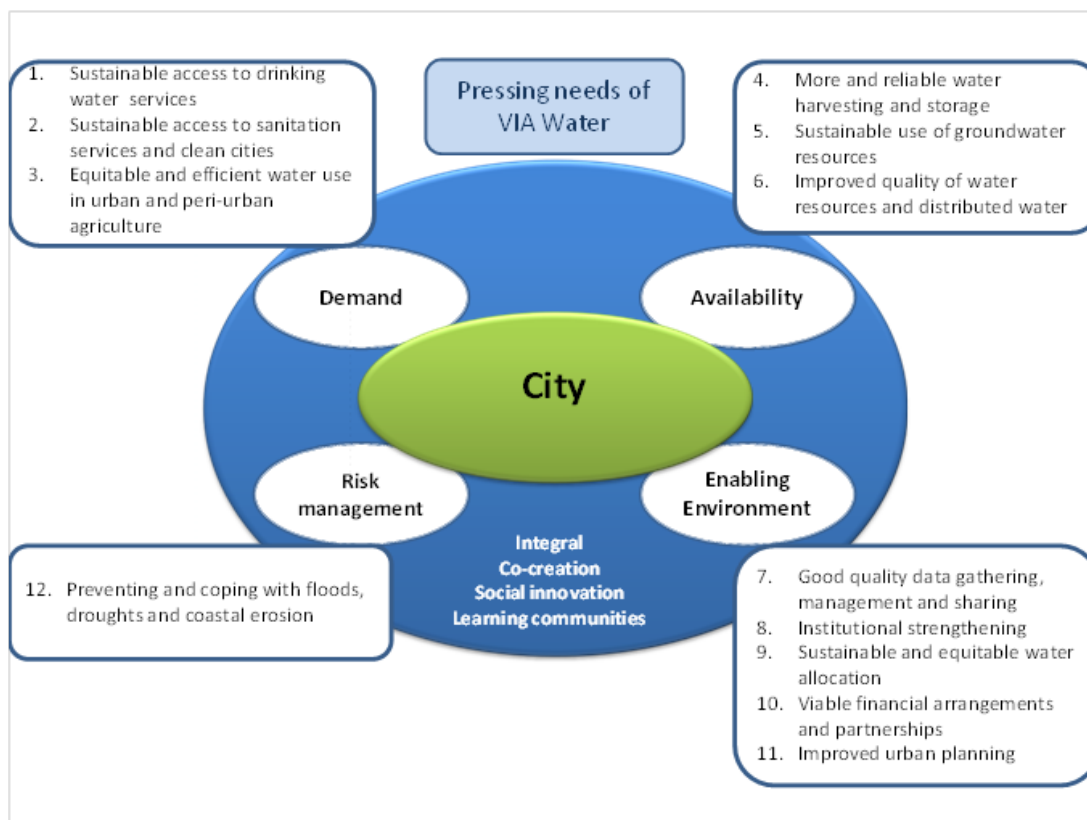 Pressing needs of
VIA Water
1. Sustainable access to drinking
water services
2. Sustainable access to sanitation
services and clean cities
3. Equitable and efficient water use
in urban and peri-urban
agriculture
4. More and reliable water
harvesting and storage
5. Sustainable use of groundwater
resources
6. Improved quality of water
resources and distributed water
Demand
Availability
City
Risk
management
Enabling
Environment
Integral
Co-creation
Social innovation
Learning communities
12. Preventing and coping with floods,
droughts and coastal erosion
7. Good quality data gathering,
management and sharing
8. Institutional strengthening
9. Sustainable and equitable water
allocation
10. Viable financial arrangements
and partnerships
11. Improved urban planning